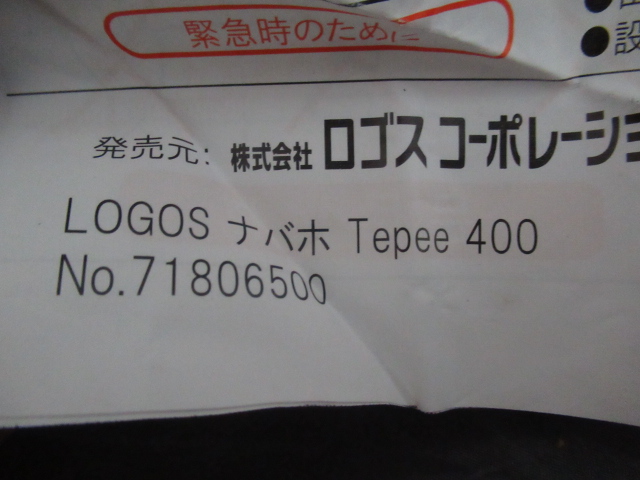 緊急時のために
●
●設
発売元: 株式会社 ロゴスコーポレーショ
LOGOS ナバホ Tepee 400
No.71806500